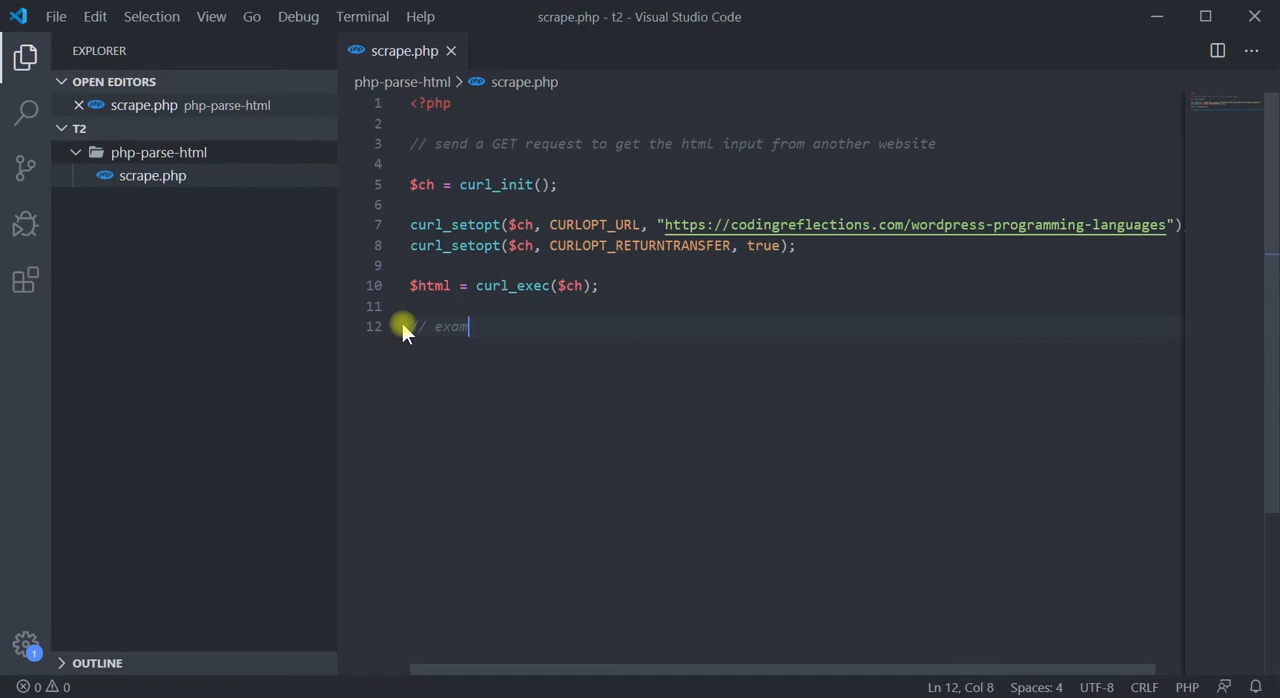 File Edit Selection View Go Debug Terminal Help scrape.php - t2 - Visual Studio Code
EXPLORER
OPEN EDITORS
scrape.php php-parse-html
T2
php-parse-html
php scrape.php
OUTLINE
php scrape.php
php-parse-html > php scrape.php
1 <?php
2
3 // send a GET request to get the html input from another website
4
5 $ch = curl_init();
6
7 curl_setopt($ch, CURLOPT_URL, "https://codingreflections.com/wordpress-programming-languages")
8 curl_setopt($ch, CURLOPT_RETURNTRANSFER, true);
9
10 $html = curl_exec($ch);
11
12 // exam
1
0 0 Ln 12, Col 8 Spaces: 4 UTF-8 CRLF PHP